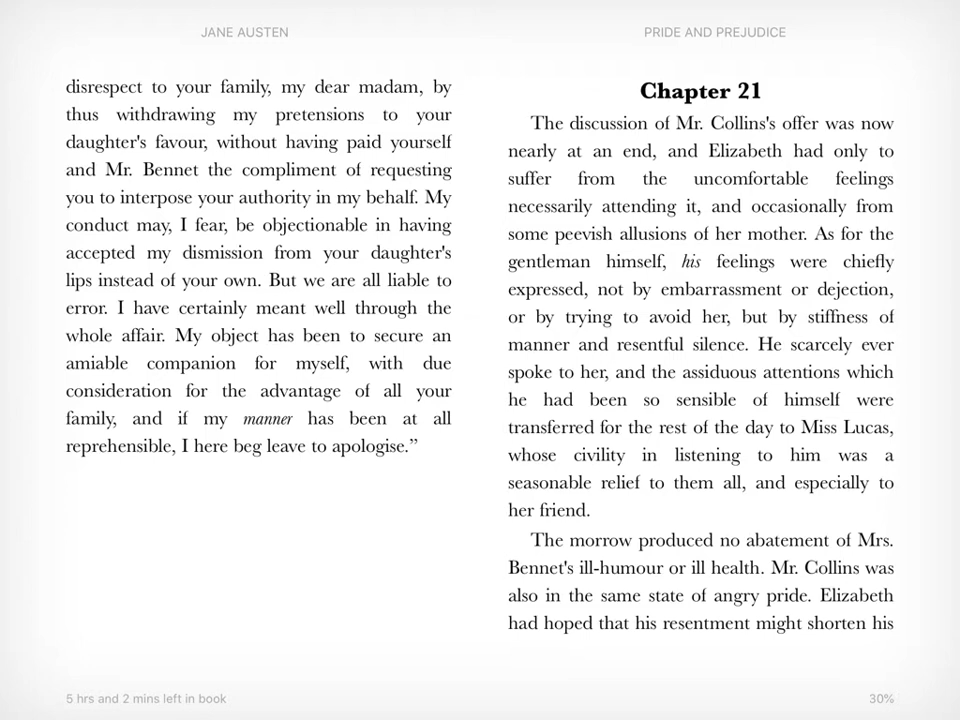 JANE AUSTEN
PRIDE AND PREJUDICE
disrespect to your family, my dear madam, by
thus withdrawing my pretensions to your
daughter's favour, without having paid yourself
and Mr. Bennet the compliment of requesting
you to interpose your authority in my behalf. My
conduct may, I fear, be objectionable in having
accepted my dismission from your daughter's
lips instead of your own. But we are all liable to
error. I have certainly meant well through the
whole affair. My object has been to secure an
amiable companion for myself, with due
consideration for the advantage of all your
family, and if my manner has been at all
reprehensible, I here beg leave to apologise.”
Chapter 21
The discussion of Mr. Collins's offer was now
nearly at an end, and Elizabeth had only to
suffer from the uncomfortable feelings
necessarily attending it, and occasionally from
some peevish allusions of her mother. As for the
gentleman himself, his feelings were chiefly
expressed, not by embarrassment or dejection,
or by trying to avoid her, but by stiffness of
manner and resentful silence. He scarcely ever
spoke to her, and the assiduous attentions which
he had been so sensible of himself were
transferred for the rest of the day to Miss Lucas,
whose civility in listening to him was a
seasonable relief to them all, and especially to
her friend.
The morrow produced no abatement of Mrs.
Bennet's ill-humour or ill health. Mr. Collins was
also in the same state of angry pride. Elizabeth
had hoped that his resentment might shorten his
5 hrs and 2 mins left in book
30%